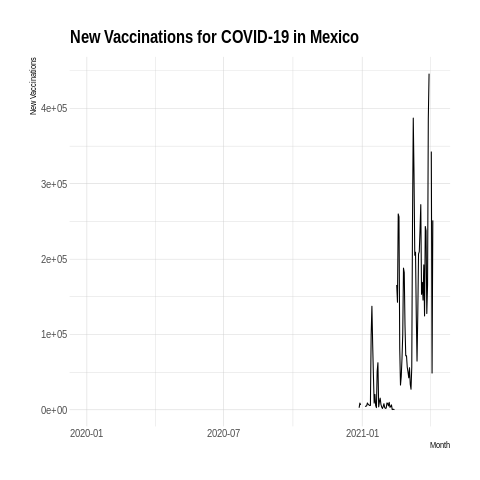 New Vaccinations for COVID-19 in Mexico
New Vaccinations
4e+05
3e+05
2e+05
1e+05
0e+00
2020-01
2020-07
2021-01
Month